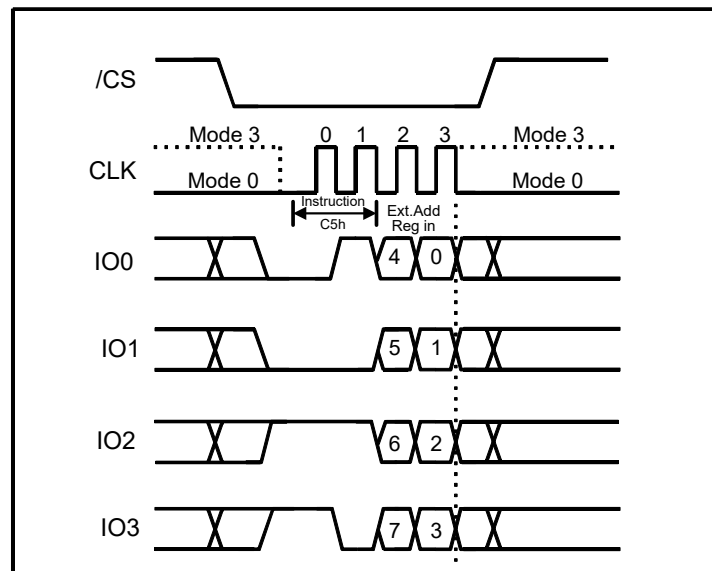 /CS
0 1 2 3
Mode 3 Mode 3
CLK
Mode 0 Mode 0
Instruction
C5h
Ext.Add
Reg in
IO0 4 0
IO1 5 1
IO2 6 2
IO3 7 3